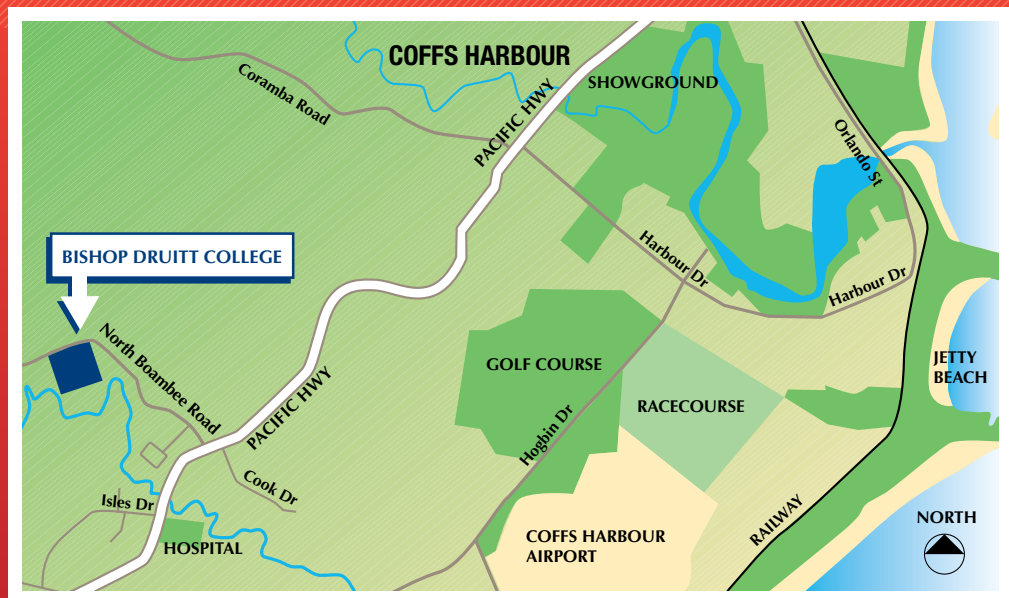 COFFS HARBOUR
SHOWGROUND
Coramba Road
PACIFIC HWY
Orlando St
BISHOP DRUITT COLLEGE
Harbour Dr
Harbour Dr
North Boambee Road
GOLF COURSE
JETTY
BEACH
RACECOURSE
PACIFIC HWY
Hogbin Dr
Cook Dr
Isles Dr
HOSPITAL
COFFS HARBOUR
AIRPORT
RAILWAY
NORTH